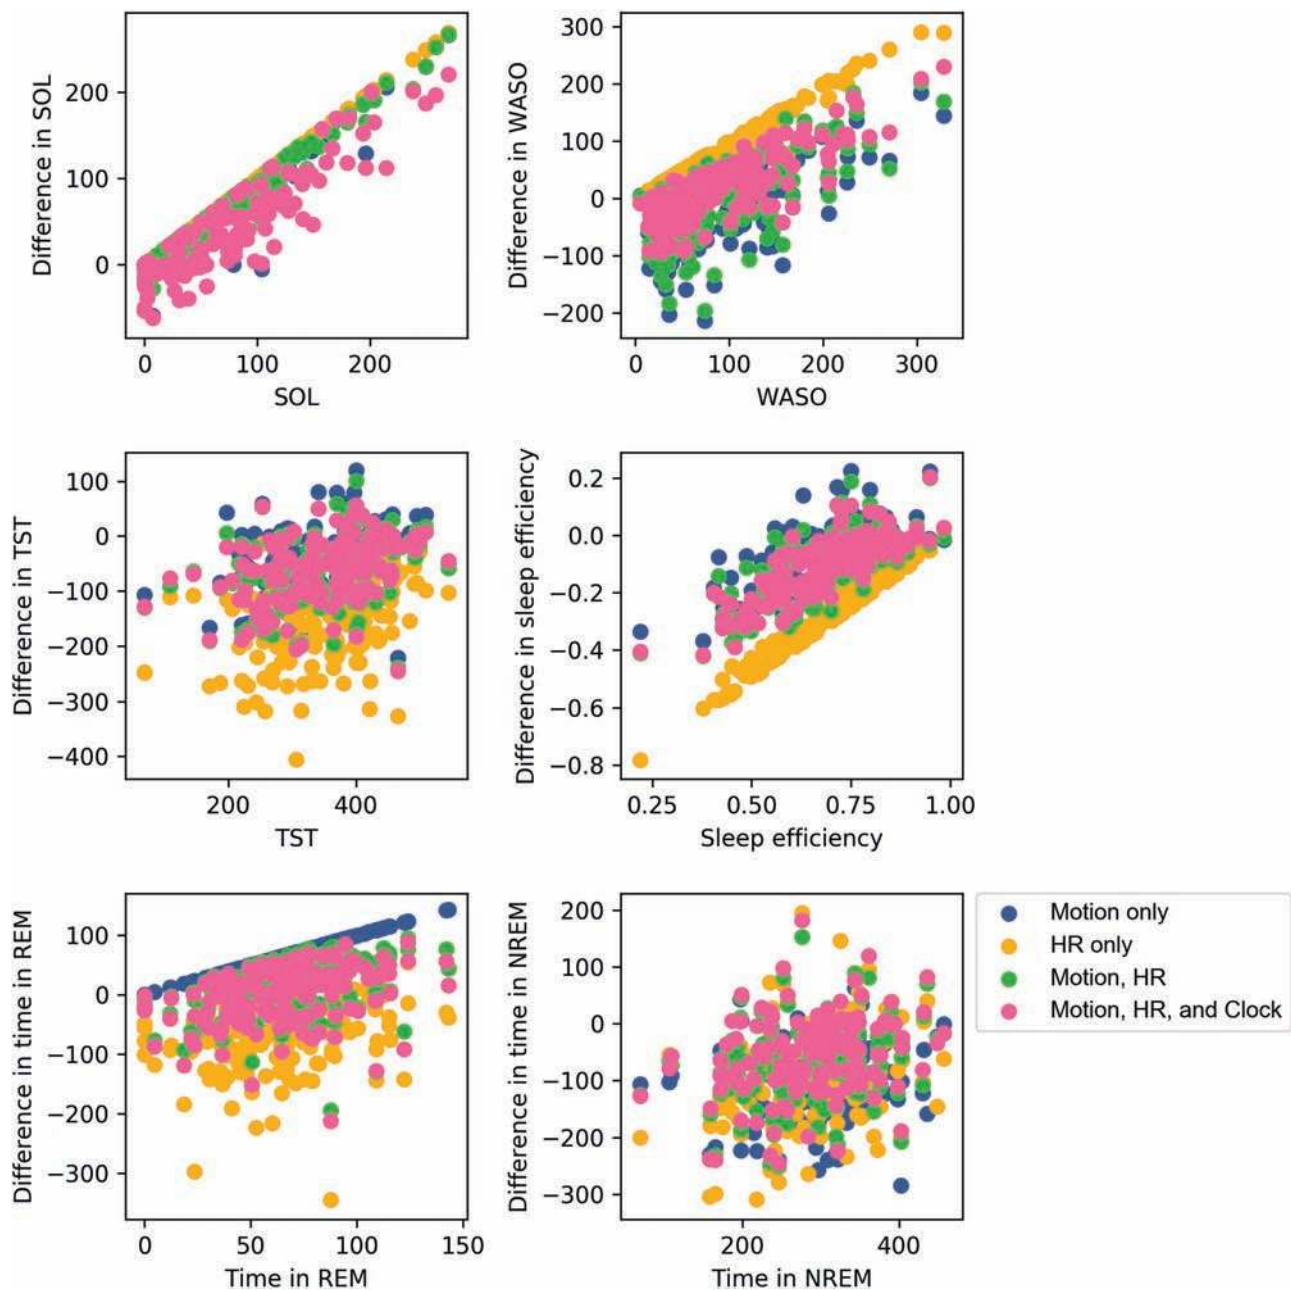 Difference in SOL
200
100
0
0 100 200
SOL
Difference in WASO
300
200
100
0
−100
−200
0 100 200 300
WASO
Difference in TST
100
0
−100
−200
−300
−400
200 400
TST
Difference in sleep efficiency
0.2
0.0
−0.2
−0.4
−0.6
−0.8
0.25 0.50 0.75 1.00
Sleep efficiency
Difference in time in REM
100
0
−100
−200
−300
0 50 100 150
Time in REM
Difference in time in NREM
200
100
0
−100
−200
−300
200 400
Time in NREM
Motion only
HR only
Motion, HR
Motion, HR, and Clock